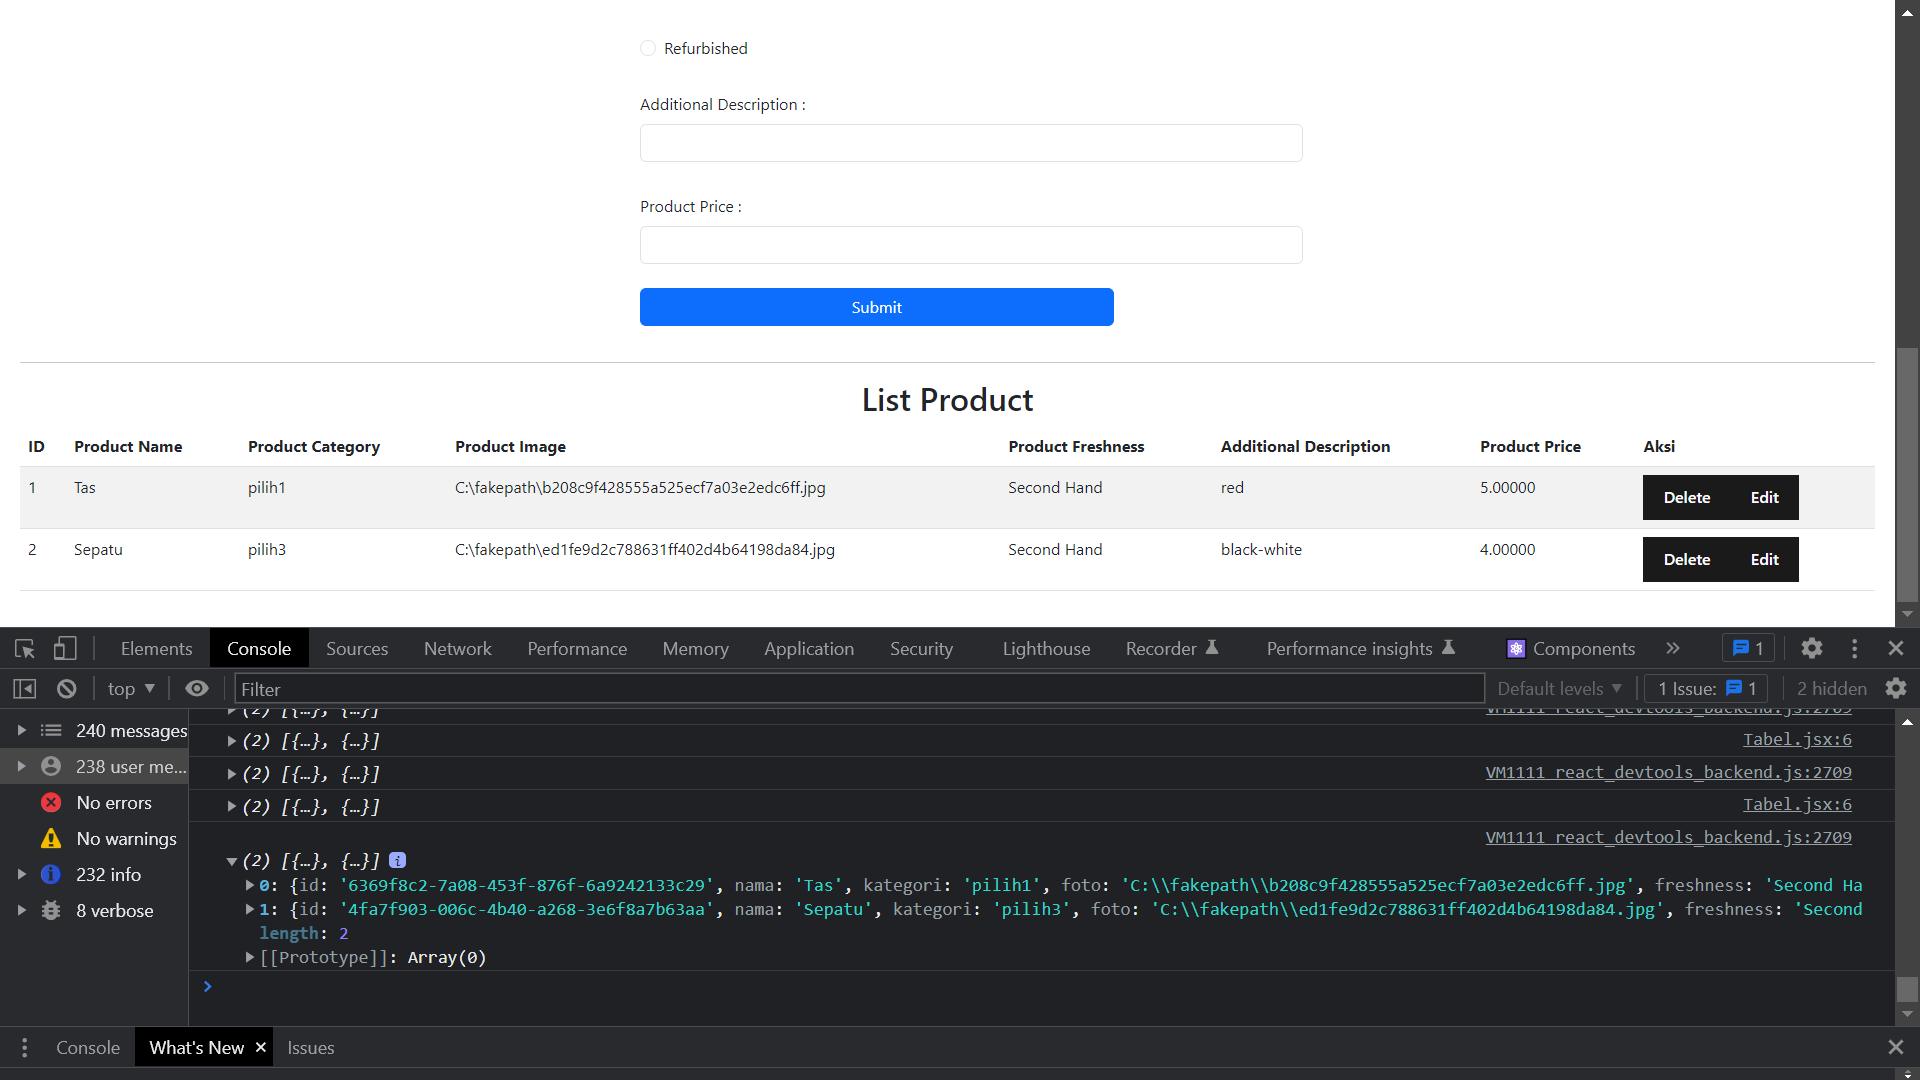 Refurbished
Additional Description :
Product Price :
Submit
List Product
ID Product Name Product Category Product Image Product Freshness Additional Description Product Price Aksi
1 Tas pilih1 C:\fakepath\b208c9f428555a525ecf7a03e2edc6ff.jpg Second Hand red 5.00000 Delete Edit
2 Sepatu pilih3 C:\fakepath\ed1fe9d2c788631ff402d4b64198da84.jpg Second Hand black-white 4.00000 Delete Edit
Elements Console Sources Network Performance Memory Application Security Lighthouse Recorder Performance insights Components » 1
top Filter Default levels 1 Issue: 1 2 hidden
240 messages
238 user me...
No errors
No warnings
232 info
8 verbose
(2) [{…}, {…}] VM1111 react_devtools_backend.js:2709
(2) [{…}, {…}] Tabel.jsx:6
(2) [{…}, {…}] VM1111 react_devtools_backend.js:2709
(2) [{…}, {…}] Tabel.jsx:6
VM1111 react_devtools_backend.js:2709
(2) [{…}, {…}] i
0: {id: '6369f8c2-7a08-453f-876f-6a9242133c29', nama: 'Tas', kategori: 'pilih1', foto: 'C:\\fakepath\\b208c9f428555a525ecf7a03e2edc6ff.jpg', freshness: 'Second Ha
1: {id: '4fa7f903-006c-4b40-a268-3e6f8a7b63aa', nama: 'Sepatu', kategori: 'pilih3', foto: 'C:\\fakepath\\ed1fe9d2c788631ff402d4b64198da84.jpg', freshness: 'Second
length: 2
[[Prototype]]: Array(0)
Console What's New Issues